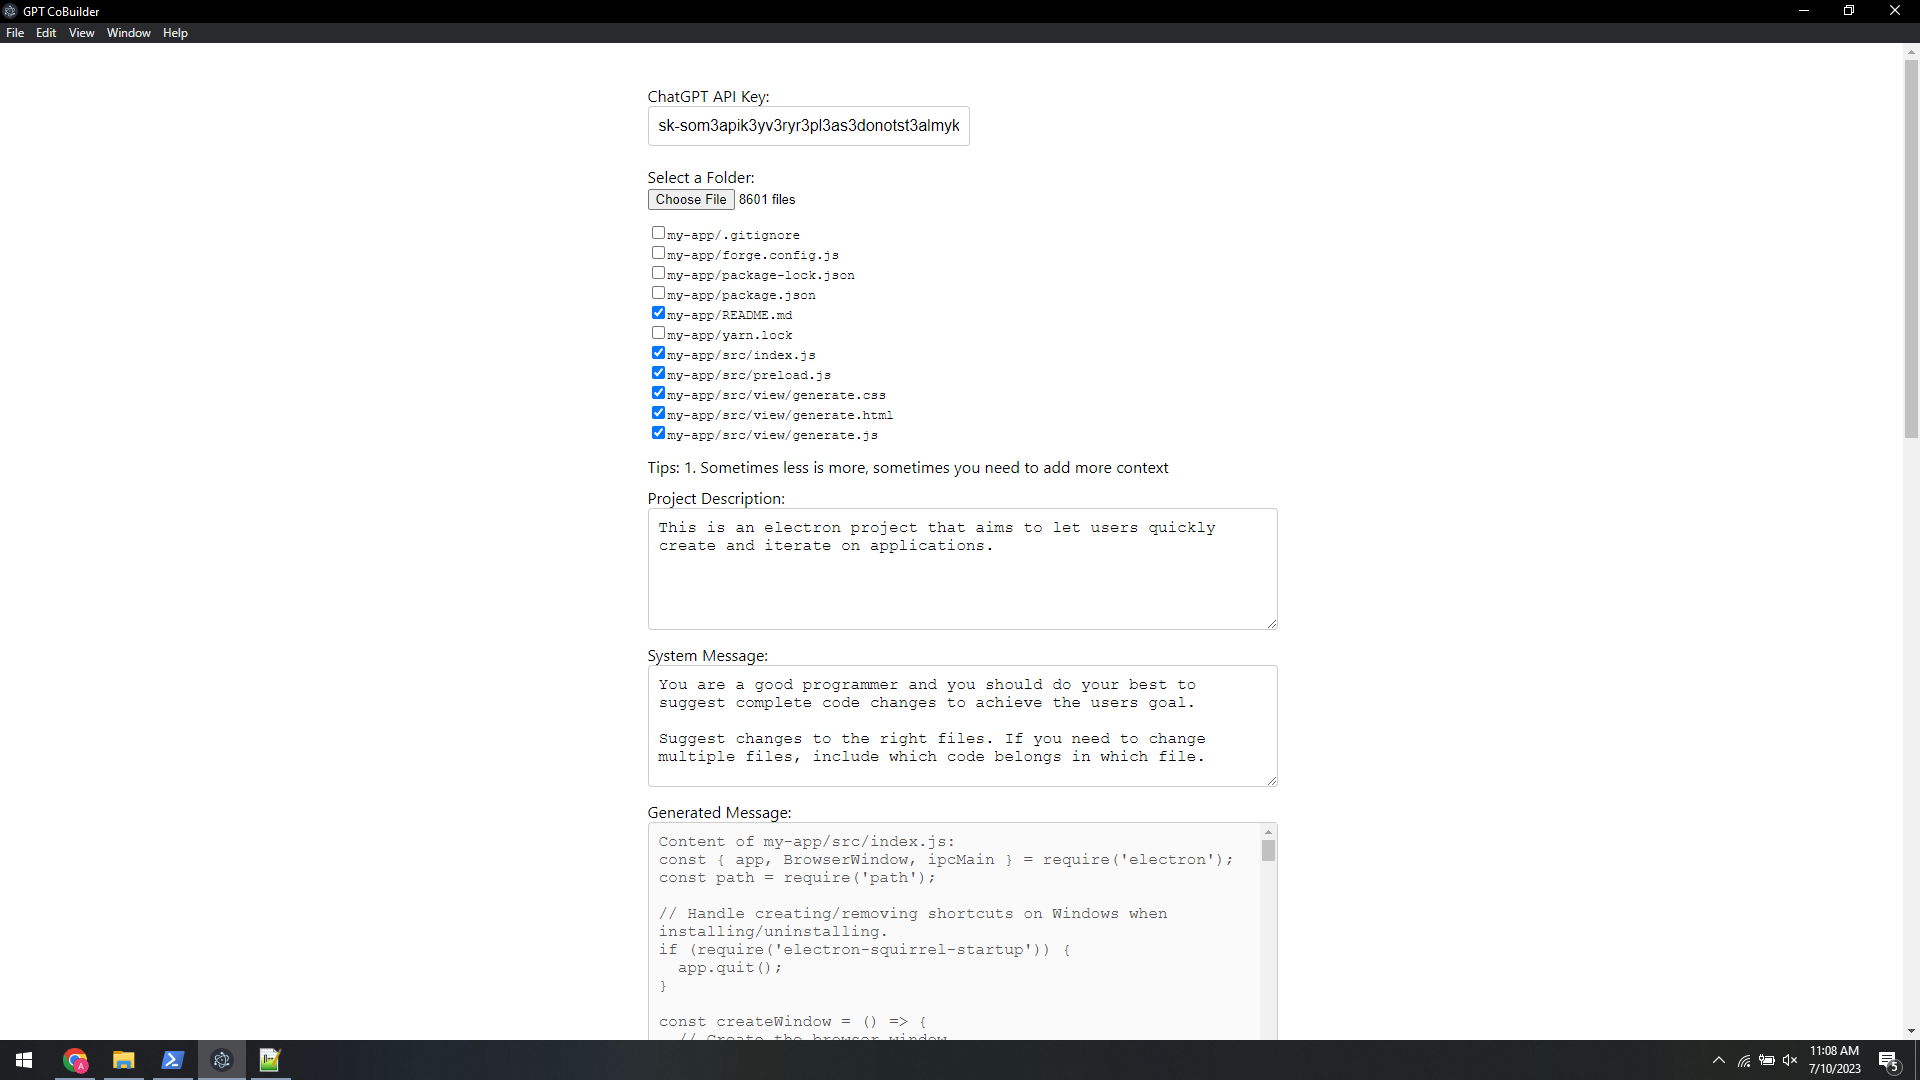 GPT CoBuilder
File Edit View Window Help
ChatGPT API Key:
sk-som3apik3yv3ryr3pl3as3donotst3almyk
Select a Folder:
Choose File 8601 files
my-app/.gitignore
my-app/forge.config.js
my-app/package-lock.json
my-app/package.json
my-app/README.md
my-app/yarn.lock
my-app/src/index.js
my-app/src/preload.js
my-app/src/view/generate.css
my-app/src/view/generate.html
my-app/src/view/generate.js
Tips: 1. Sometimes less is more, sometimes you need to add more context
Project Description:
This is an electron project that aims to let users quickly
create and iterate on applications.
System Message:
You are a good programmer and you should do your best to
suggest complete code changes to achieve the users goal.
Suggest changes to the right files. If you need to change
multiple files, include which code belongs in which file.
Generated Message:
Content of my-app/src/index.js:
const { app, BrowserWindow, ipcMain } = require('electron');
const path = require('path');
// Handle creating/removing shortcuts on Windows when
installing/uninstalling.
if (require('electron-squirrel-startup')) {
app.quit();
}
const createWindow = () => {
// Create the browser window
11:08 AM
7/10/2023
5